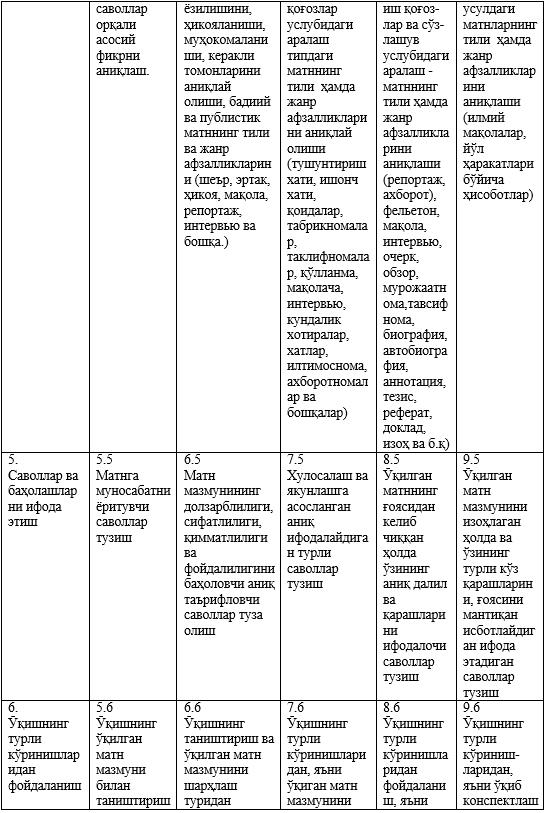 саволлар
орқали
асосий
фикрни
аниқлаш.
ёзилишини,
ҳикояланиши,
муҳокомалани
ши, керакли
томонларини
аниқлай
олиши, бадиий
ва публистик
матннинг тили
ва жанр
афзалликларин
и (шеър, эртак,
ҳикоя, мақола,
репортаж,
интервью ва
бошқа.)
қоғозлар
услубидаги
аралаш
типдаги
матннинг
тили ҳамда
жанр
афзалликлари
ни аниқлай
олиши
(тушунтириш
хати, ишонч
хати,
қоидалар,
табрикномала
р,
таклифномала
р, қўлланма,
мақолача,
интервью,
кундалик
хотиралар,
хатлар,
илтимоснома,
ахборотномал
ар ва
бошқалар)
иш қоғоз-
лар ва сўз-
лашув
услубидаги
аралаш -
матннинг
тили ҳамда
жанр
афзалликла
рини
аниқлаши
(репортаж,
ахборот),
фельетон,
мақола,
интервью,
очерк,
обзор,
мурожаатн
ома,тавсиф
нома,
биография,
автобиогра
фия,
аннотация,
тезис,
реферат,
доклад,
изоҳ ва б.қ)
усулдаги
матнларнинг
тили ҳамда
жанр
афзалликлар
ини
аниқлаши
(илмий
мақолалар,
йўл
ҳаракатлари
бўйича
ҳисоботлар)
5.
Саволлар ва
баҳолашлар
ни ифода
этиш
5.5
Матнга
муносабатни
ёритувчи
саволлар
тузиш
6.5
Матн
мазмунининг
долзарблилиги,
сифатлилиги,
қимматлилиги
ва
фойдалилигини
баҳоловчи аниқ
таърифловчи
саволлар туза
олиш
7.5
Хулосалаш ва
якунлашга
асосланган
аниқ
ифодалайдига
н турли
саволлар
тузиш
8.5
Ўқилган
матннинг
ғоясидан
келиб
чиққан
ҳолда
ўзининг
аниқ далил
ва
қарашлари
ни
ифодалочи
саволлар
тузиш
9.5
Ўқилган
матн
мазмунини
изоҳлаган
ҳолда ва
ўзининг
турли кўз
қарашларин
и, ғоясини
мантиқан
исботлайдиг
ан ифода
этадиган
саволлар
тузиш
6.
Ўқишнинг
турли
кўринишлар
идан
фойдаланиш
5.6
Ўқишнинг
ўқилган
матн
мазмуни
билан
таништириш
6.6
Ўқишнинг
таништириш ва
ўқилган матн
мазмунини
шарҳлаш
туридан
7.6
Ўқишнинг
турли
кўринишлари
дан, яъни
ўқиган матн
мазмунини
8.6
Ўқишнинг
турли
кўринишла
ридан
фойдалани
ш, яъни
9.6
Ўқишнинг
турли
кўриниш-
ларидан,
яъни ўқиб
конспектлаш